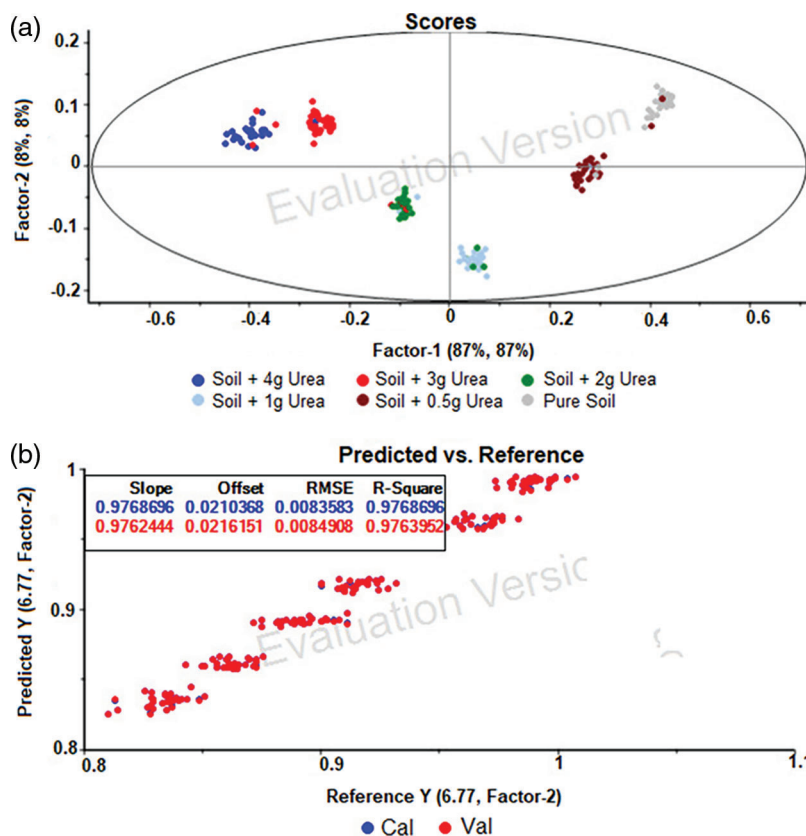 (a)
Scores
Factor-2 (8%, 8%)
0.2
0.1
0
-0.1
-0.2
Evaluation Version
-0.6
-0.4
-0.2
0
0.2
0.4
0.6
Factor-1 (87%, 87%)
Soil + 4g Urea
Soil + 3g Urea
Soil + 2g Urea
Soil + 1g Urea
Soil + 0.5g Urea
Pure Soil
(b)
Predicted vs. Reference
Predicted Y (6.77, Factor-2)
1
0.9
0.8
Slope Offset RMSE R-Square
0.9768696 0.0210368 0.0083583 0.9768696
0.9762444 0.0216151 0.0084908 0.9763952
Evaluation Versic
0.8
0.9
1
1.1
Reference Y (6.77, Factor-2)
Cal
Val